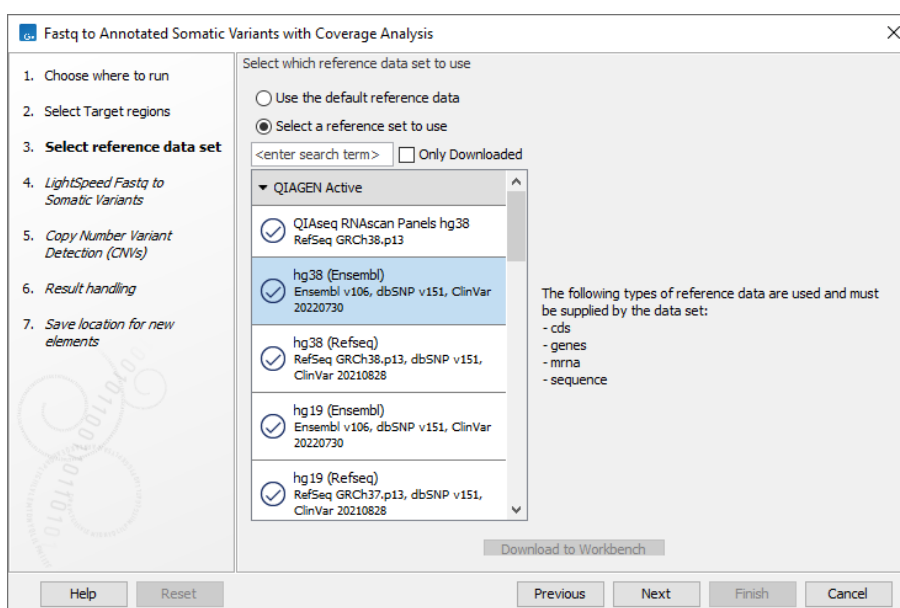 Fastq to Annotated Somatic Variants with Coverage Analysis
1. Choose where to run
2. Select Target regions
3. Select reference data set
4. LightSpeed Fastq to
Somatic Variants
5. Copy Number Variant
Detection (CNVs)
6. Result handling
7. Save location for new
elements
Select which reference data set to use
Use the default reference data
Select a reference set to use
<enter search term> Only Downloaded
QIAGEN Active
QIAseq RNAscan Panels hg38
RefSeq GRCh38.p13
hg38 (Ensembl)
Ensembl v106, dbSNP v151, ClinVar
20220730
hg38 (Refseq)
RefSeq GRCh38.p13, dbSNP v151,
ClinVar 20210828
hg19 (Ensembl)
Ensembl v106, dbSNP v151, ClinVar
20220730
hg19 (Refseq)
RefSeq GRCh37.p13, dbSNP v151,
ClinVar 20210828
The following types of reference data are used and must
be supplied by the data set:
- cds
- genes
- mrna
- sequence
Download to Workbench
Help Reset Previous Next Finish Cancel